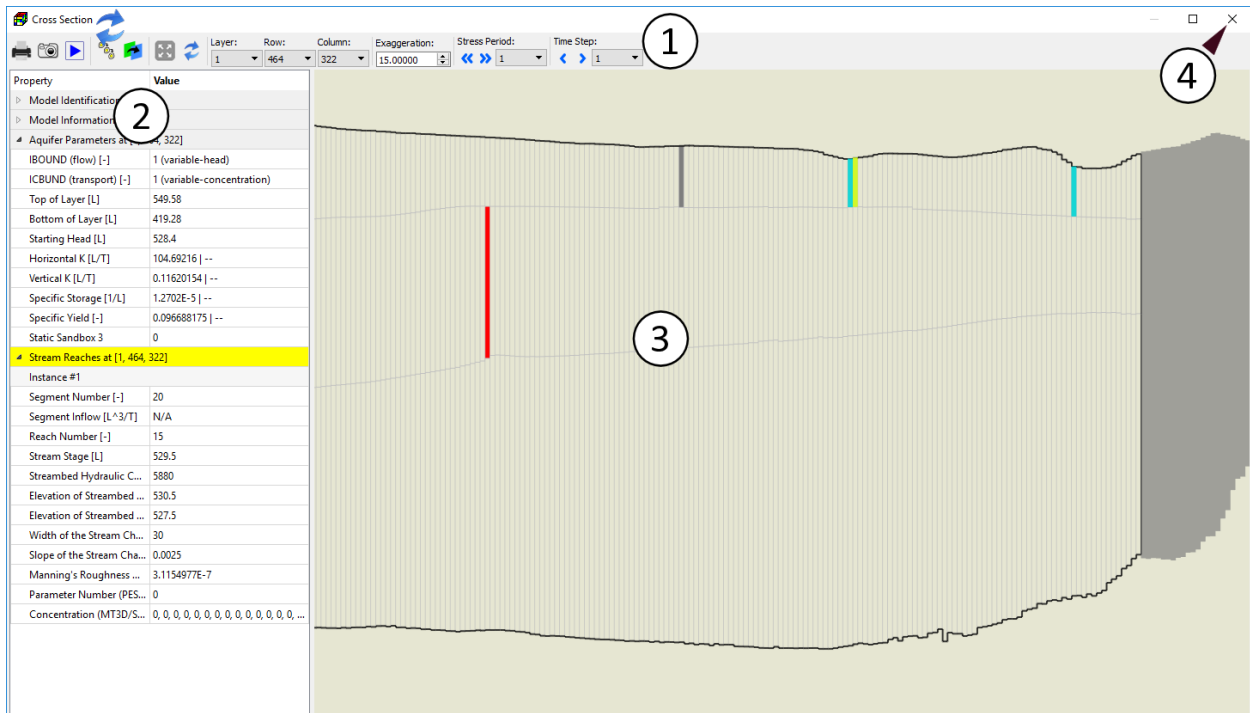 Cross Section
Layer: Row: Column: Exaggeration: Stress Period: Time Step:
1 464 322 15.00000 1 1
1
4
Property Value
Model Identification
2
Model Information
Aquifer Parameters at 322]
IBOUND (flow) [-] 1 (variable-head)
ICBUND (transport) [-] 1 (variable-concentration)
Top of Layer [L] 549.58
Bottom of Layer [L] 419.28
Starting Head [L] 528.4
Horizontal K [L/T] 104.69216 | --
Vertical K [L/T] 0.11620154 | --
Specific Storage [1/L] 1.2702E-5 | --
Specific Yield [-] 0.096688175 | --
Static Sandbox 3 0
3
Stream Reaches at [1, 464, 322]
Instance #1
Segment Number [-] 20
Segment Inflow [L^3/T] N/A
Reach Number [-] 15
Stream Stage [L] 529.5
Streambed Hydraulic C... 5880
Elevation of Streambed ... 530.5
Elevation of Streambed ... 527.5
Width of the Stream Ch... 30
Slope of the Stream Cha... 0.0025
Manning's Roughness ... 3.1154977E-7
Parameter Number (PES... 0
Concentration (MT3D/S... 0, 0, 0, 0, 0, 0, 0, 0, 0, 0, 0, 0, 0, 0, ...